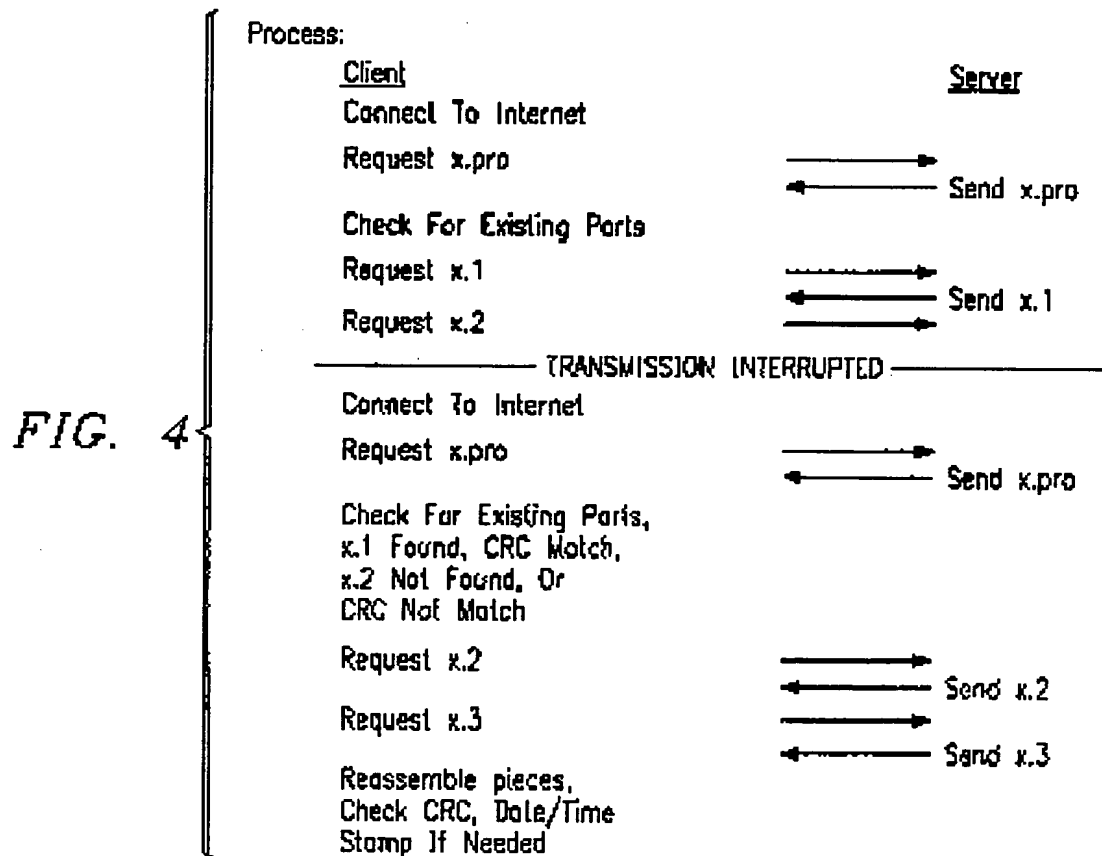 Process:
Client Server
Connect To Internet
Request x.pro
Send x.pro
Check For Existing Parts
Request x.1
Send x.1
Request x.2
TRANSMISSION INTERRUPTED
Connect To Internet
FIG. 4
Request x.pro
Send x.pro
Check For Existing Parts,
x.1 Found, CRC Match,
x.2 Not Found, Or
CRC Not Match
Request x.2
Send x.2
Request x.3
Send x.3
Reassemble pieces,
Check CRC, Date/Time
Stamp If Needed